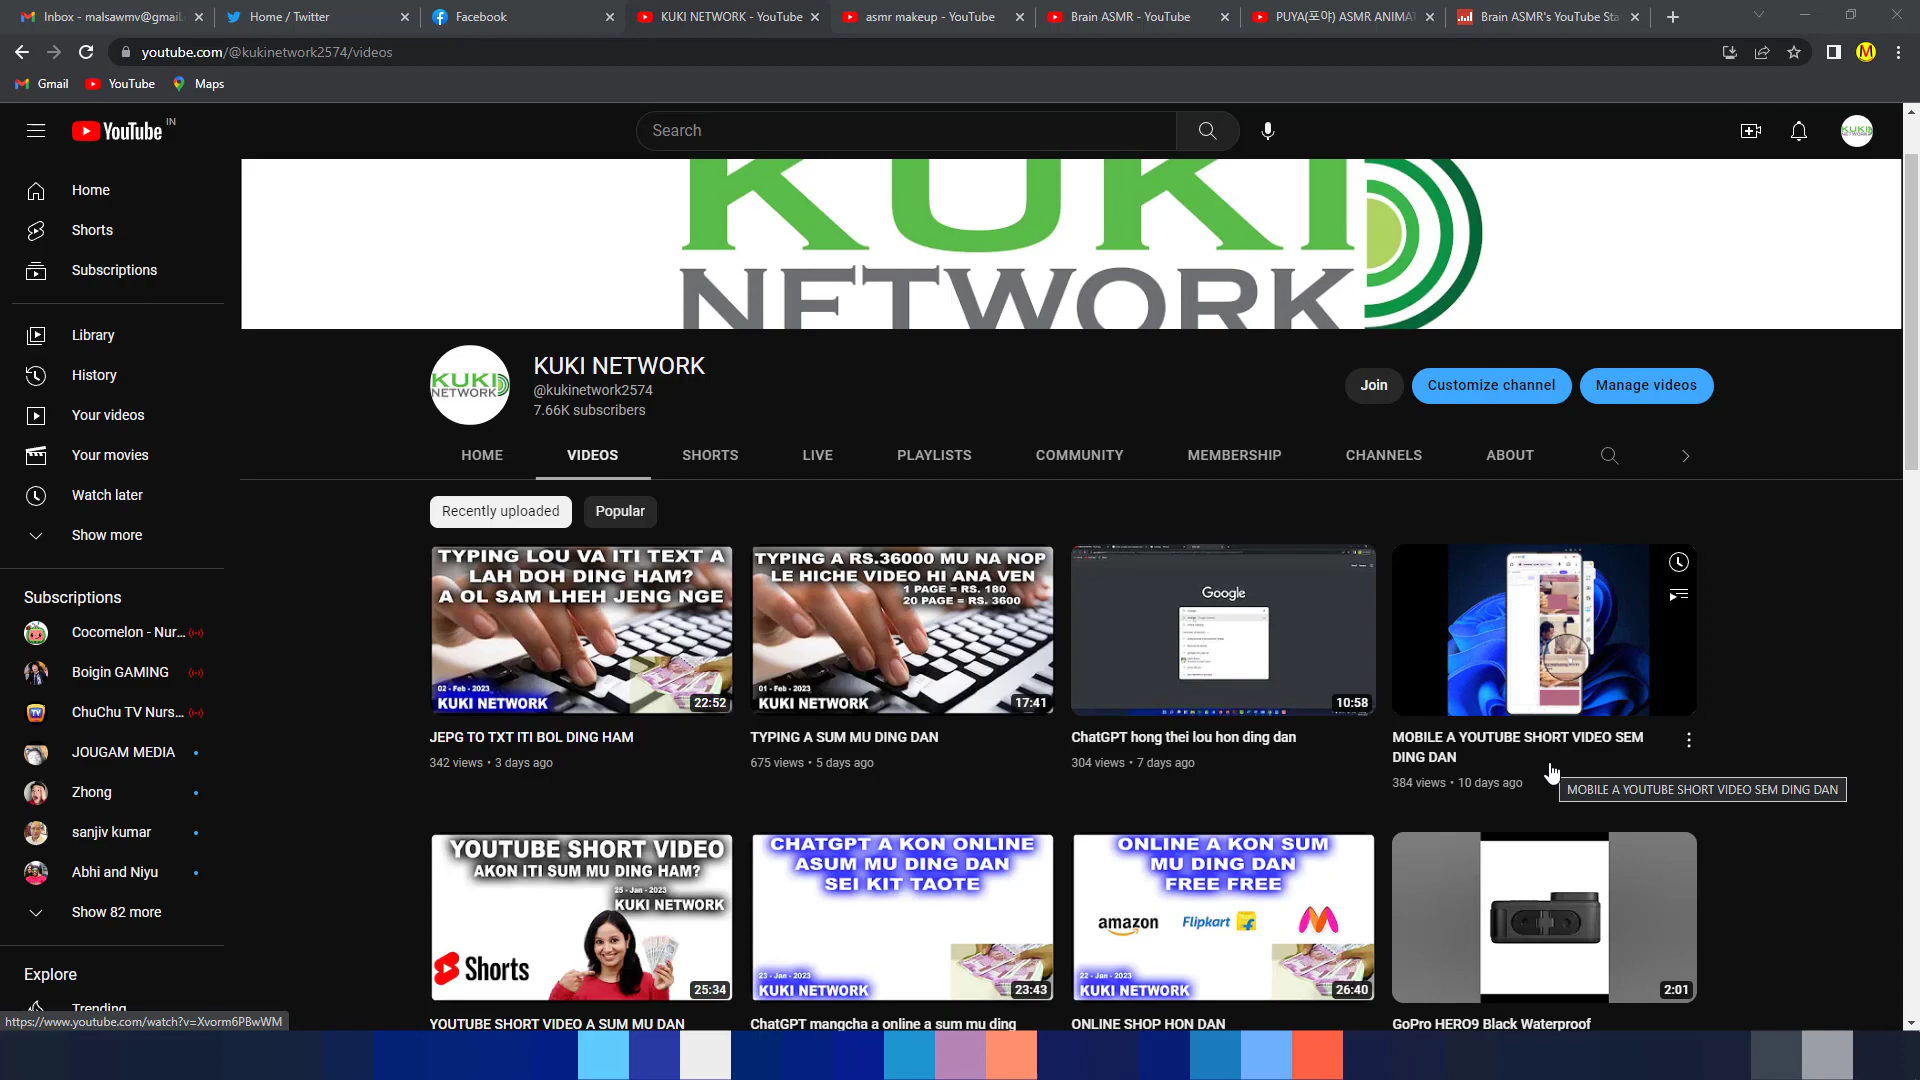 Inbox - malsawmv@gmail.
Home / Twitter
Facebook
KUKI NETWORK - YouTube
asmr makeup - YouTube
Brain ASMR - YouTube
PUYA(포야) ASMR ANIMAT
Brain ASMR's YouTube Sta
youtube.com/@kukinetwork2574/videos
M
Gmail
YouTube
Maps
YouTube IN
Search
KUKI NETWORK
Home
Shorts
Subscriptions
Library
History
Your videos
Your movies
Watch later
Show more
Subscriptions
Cocomelon - Nur...
Boigin GAMING
ChuChu TV Nurs...
JOUGAM MEDIA
Zhong
sanjiv kumar
Abhi and Niyu
Show 82 more
Explore
Trending
https://www.youtube.com/watch?v=Xvorm6PBwWM
KUKI
NETWORK
KUKI
NETWORK
KUKI NETWORK
@kukinetwork2574
7.66K subscribers
Join
Customize channel
Manage videos
HOME
VIDEOS
SHORTS
LIVE
PLAYLISTS
COMMUNITY
MEMBERSHIP
CHANNELS
ABOUT
Recently uploaded
Popular
TYPING LOU VA ITI TEXT A
LAH DOH DING HAM?
A OL SAM LHEH JENG NGE
02 - Feb - 2023
KUKI NETWORK
22:52
JEPG TO TXT ITI BOL DING HAM
342 views • 3 days ago
TYPING A RS.36000 MU NA NOP
LE HICHE VIDEO HI ANA VEN
1 PAGE = RS. 180
20 PAGE = RS. 3600
01 - Feb - 2023
KUKI NETWORK
17:41
TYPING A SUM MU DING DAN
675 views • 5 days ago
Google
10:58
ChatGPT hong thei lou hon ding dan
304 views • 7 days ago
MOBILE A YOUTUBE SHORT VIDEO SEM
DING DAN
384 views • 10 days ago
MOBILE A YOUTUBE SHORT VIDEO SEM DING DAN
YOUTUBE SHORT VIDEO
AKON ITI SUM MU DING HAM?
25 - Jan - 2023
KUKI NETWORK
Shorts
25:34
YOUTUBE SHORT VIDEO A SUM MU DAN
CHATGPT A KON ONLINE
ASUM MU DING DAN
SEI KIT TAOTE
23 - Jan - 2023
KUKI NETWORK
23:43
ChatGPT mangcha a online a sum mu ding
ONLINE A KON SUM
MU DING DAN
FREE FREE
amazon
Flipkart
22 - Jan - 2023
KUKI NETWORK
26:40
ONLINE SHOP HON DAN
2:01
GoPro HERO9 Black Waterproof